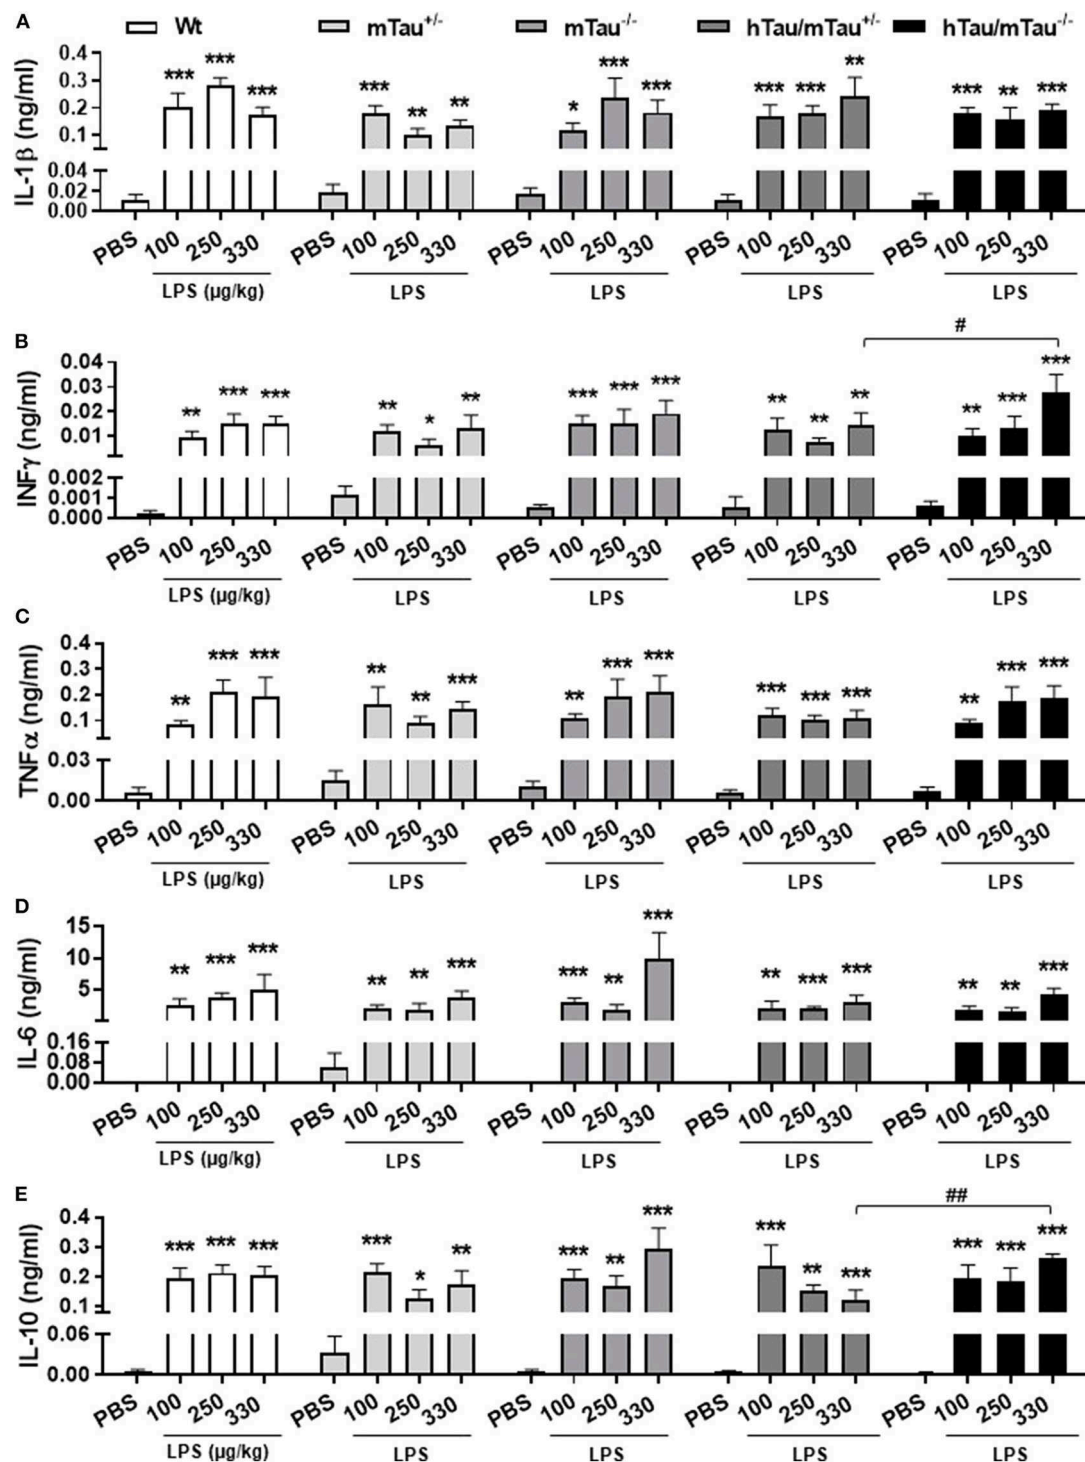 A Wt mTau+/- mTau-/- hTau/mTau+/- hTau/mTau-/-
IL-1β (ng/ml)
0.4
0.3
0.2
0.1
0.04
0.02
0.00
*** *** *** *** ** ** * *** *** *** *** ** *** ** ***
PBS 100 250 330 PBS 100 250 330 PBS 100 250 330 PBS 100 250 330 PBS 100 250 330
LPS (µg/kg) LPS LPS LPS LPS
B
#
INFγ (ng/ml)
0.04
0.03
0.02
0.01
0.002
0.001
0.000
** *** *** ** * ** *** *** *** ** ** ** ** *** ***
PBS 100 250 330 PBS 100 250 330 PBS 100 250 330 PBS 100 250 330 PBS 100 250 330
LPS (µg/kg) LPS LPS LPS LPS
C
TNFα (ng/ml)
0.4
0.3
0.2
0.1
0.03
0.00
** *** *** ** ** *** ** *** *** *** *** *** ** *** ***
PBS 100 250 330 PBS 100 250 330 PBS 100 250 330 PBS 100 250 330 PBS 100 250 330
LPS (µg/kg) LPS LPS LPS LPS
D
IL-6 (ng/ml)
15
10
5
0.16
0.08
0.00
** *** *** ** ** *** *** ** *** ** *** *** ** ** ***
PBS 100 250 330 PBS 100 250 330 PBS 100 250 330 PBS 100 250 330 PBS 100 250 330
LPS (µg/kg) LPS LPS LPS LPS
E
##
IL-10 (ng/ml)
0.4
0.3
0.2
0.1
0.06
0.00
*** *** *** *** * ** *** ** *** *** ** *** *** *** ***
PBS 100 250 330 PBS 100 250 330 PBS 100 250 330 PBS 100 250 330 PBS 100 250 330
LPS (µg/kg) LPS LPS LPS LPS